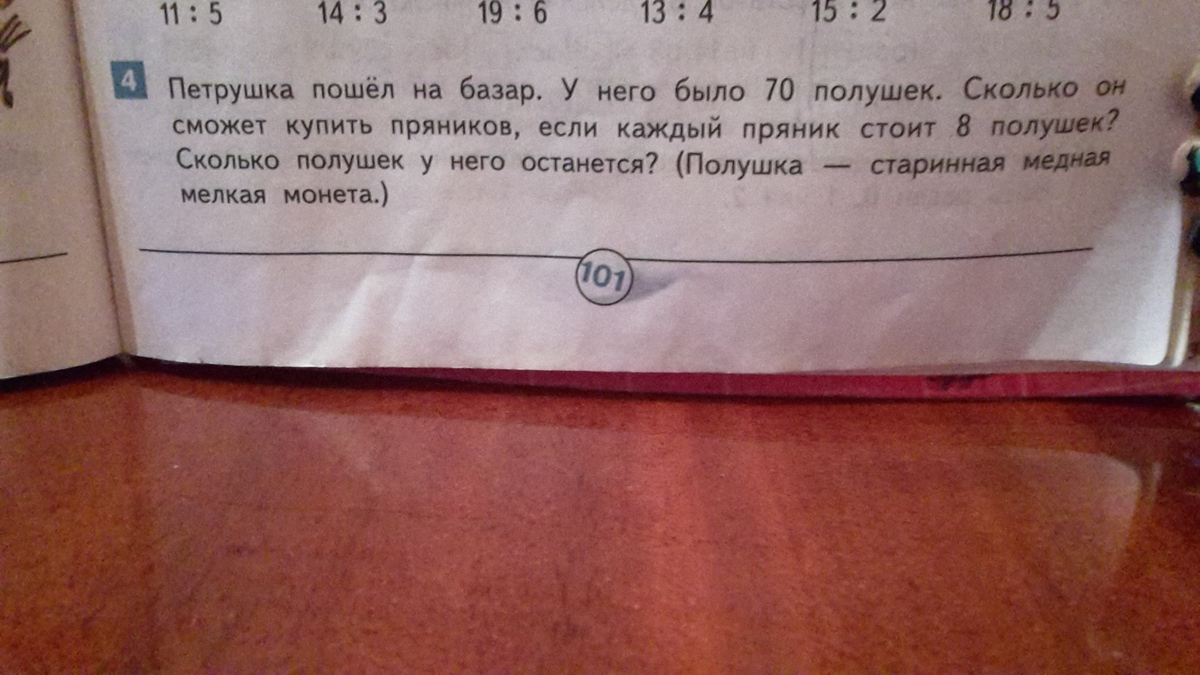 11 : 5 14 : 3 19 : 6 13 : 4 15 : 2 18 : 5
4 Петрушка пошёл на базар. У него было 70 полушек. Сколько он
сможет купить пряников, если каждый пряник стоит 8 полушек?
Сколько полушек у него останется? (Полушка — старинная медная
мелкая монета.)
101